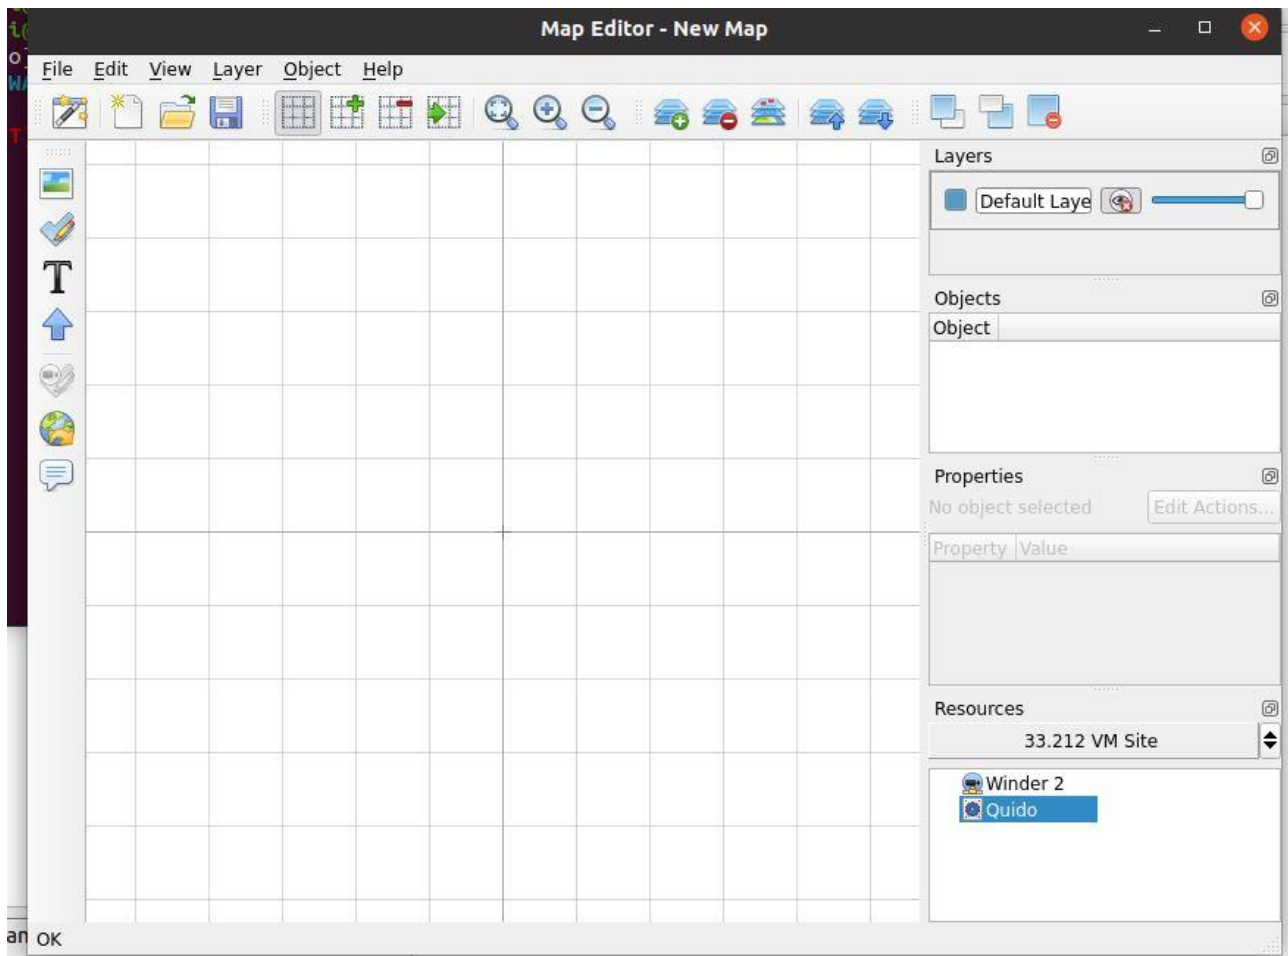 Map Editor - New Map
File Edit View Layer Object Help
T
Layers
Default Laye
Objects
Object
Properties
No object selected Edit Actions...
Property Value
Resources
33.212 VM Site
Winder 2
Quido
OK